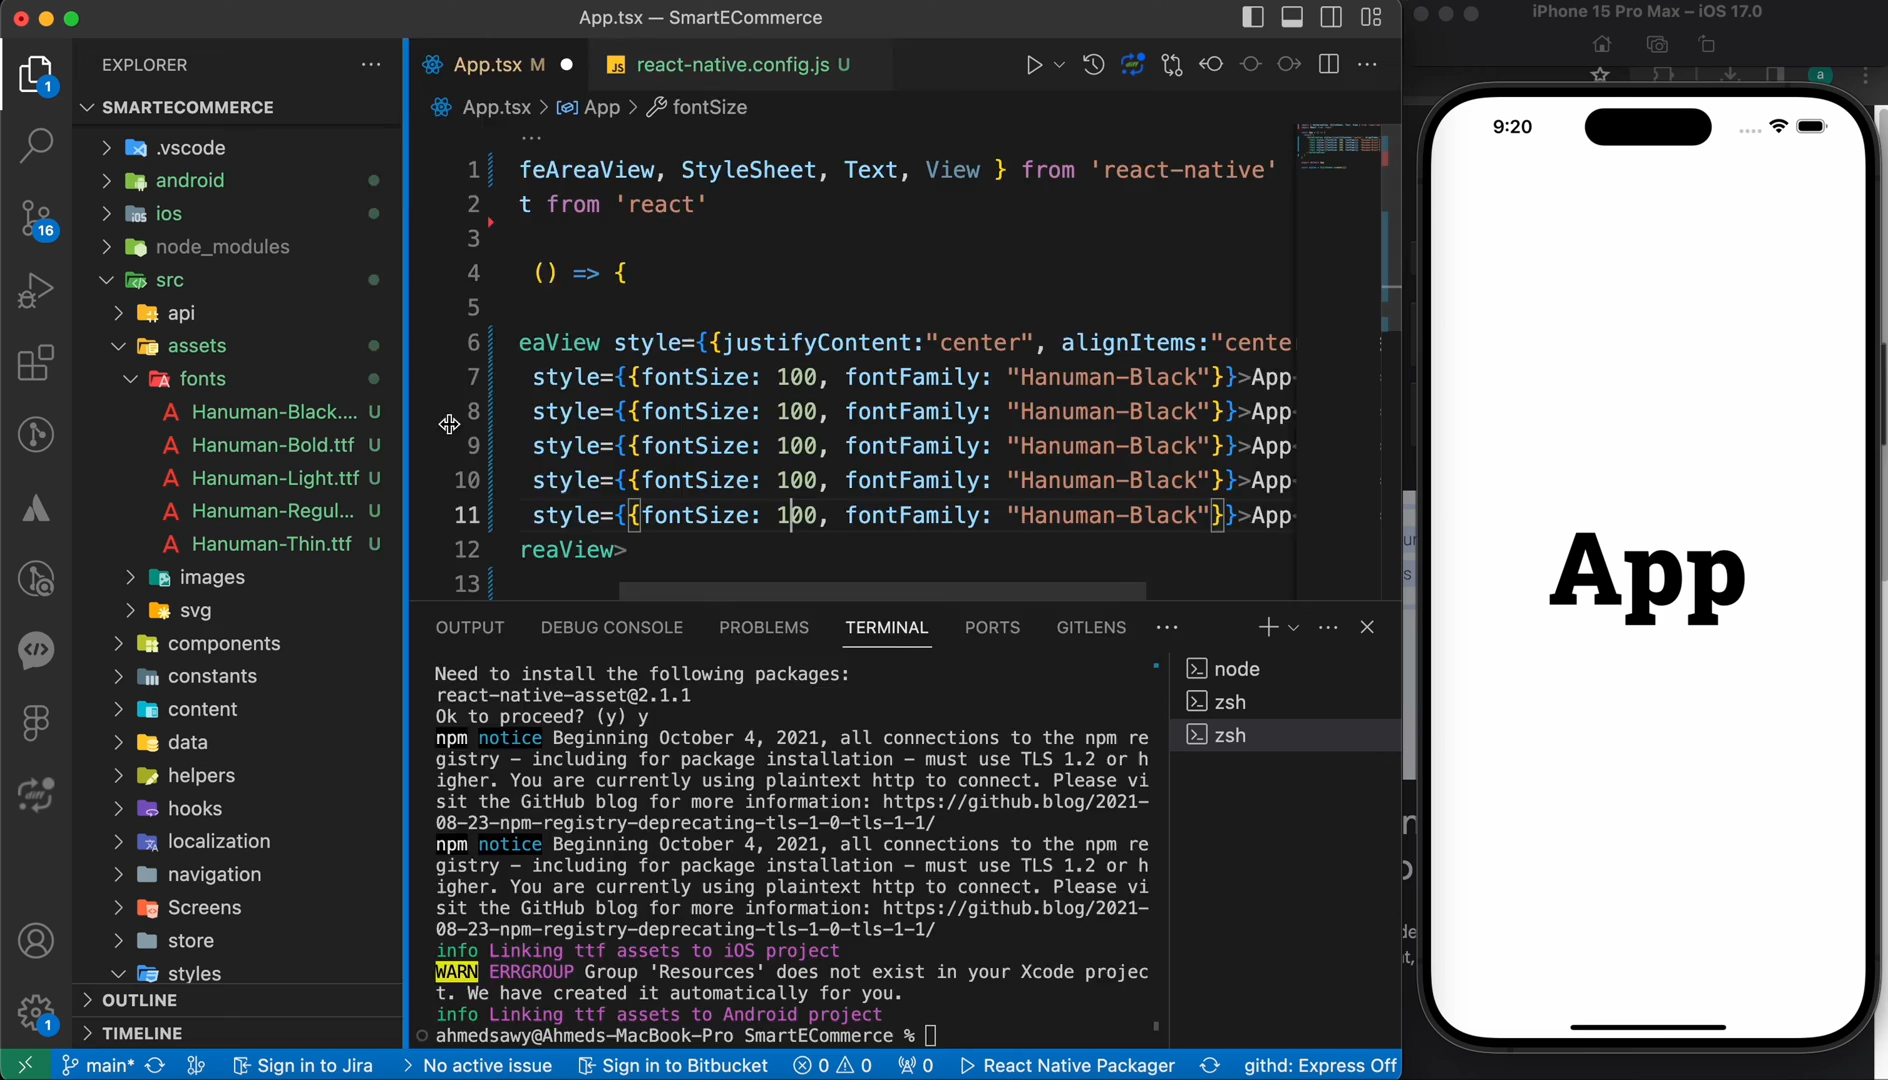 App.tsx — SmartECommerce
iPhone 15 Pro Max – iOS 17.0
EXPLORER
App.tsx M
JS react-native.config.js U
App.tsx > App > fontSize
SMARTECOMMERCE
.vscode
android
ios
node_modules
src
api
assets
fonts
Hanuman-Black.... U
Hanuman-Bold.ttf U
Hanuman-Light.ttf U
Hanuman-Regul... U
Hanuman-Thin.ttf U
images
svg
components
constants
content
data
helpers
hooks
localization
navigation
Screens
store
styles
OUTLINE
TIMELINE
1
16
1
1 feAreaView, StyleSheet, Text, View } from 'react-native'
2 t from 'react'
3
4 () => {
5
6 eaView style={{justifyContent:"center", alignItems:"cente
7 style={{fontSize: 100, fontFamily: "Hanuman-Black"}}>App
8 style={{fontSize: 100, fontFamily: "Hanuman-Black"}}>App
9 style={{fontSize: 100, fontFamily: "Hanuman-Black"}}>App
10 style={{fontSize: 100, fontFamily: "Hanuman-Black"}}>App
11 style={{fontSize: 100, fontFamily: "Hanuman-Black"}}>App
12 reaView>
13
OUTPUT DEBUG CONSOLE PROBLEMS TERMINAL PORTS GITLENS
Need to install the following packages:
react-native-asset@2.1.1
Ok to proceed? (y) y
npm notice Beginning October 4, 2021, all connections to the npm re
gistry - including for package installation - must use TLS 1.2 or h
igher. You are currently using plaintext http to connect. Please vi
sit the GitHub blog for more information: https://github.blog/2021-
08-23-npm-registry-deprecating-tls-1-0-tls-1-1/
npm notice Beginning October 4, 2021, all connections to the npm re
gistry - including for package installation - must use TLS 1.2 or h
igher. You are currently using plaintext http to connect. Please vi
sit the GitHub blog for more information: https://github.blog/2021-
08-23-npm-registry-deprecating-tls-1-0-tls-1-1/
info Linking ttf assets to iOS project
WARN ERRGROUP Group 'Resources' does not exist in your Xcode projec
t. We have created it automatically for you.
info Linking ttf assets to Android project
ahmedsawy@Ahmeds-MacBook-Pro SmartECommerce %
node
zsh
zsh
main*
Sign in to Jira
No active issue
Sign in to Bitbucket
0 0
0
React Native Packager
githd: Express Off
a
9:20
App